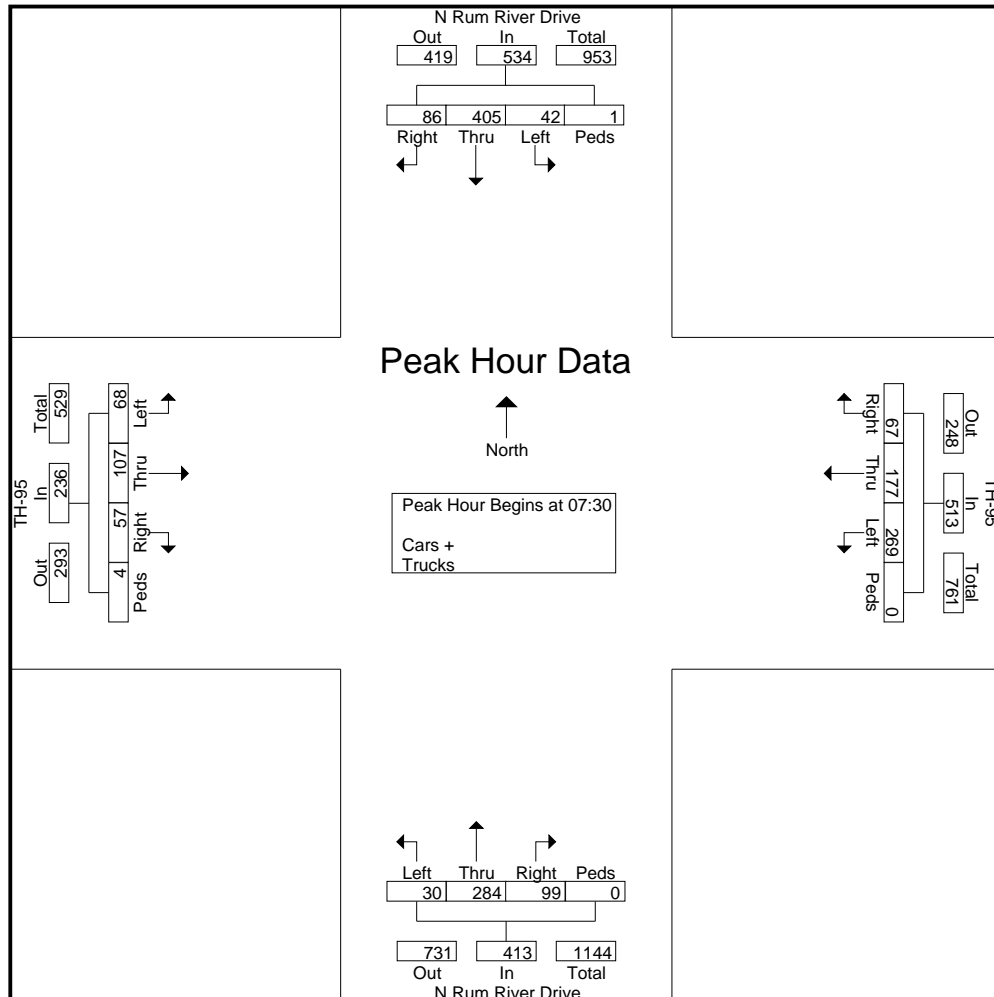 N Rum River Drive
Out In Total
419 534 953
86 405 42 1
Right Thru Left Peds
Peak Hour Data
North
Peak Hour Begins at 07:30
Cars +
Trucks
TH-95
Total In Out
529 236 293
68 107 57 4
Left Thru Right Peds
TH-95
Out In Total
248 513 761
67 177 269 0
Right Thru Left Peds
Left Thru Right Peds
30 284 99 0
731 413 1144
Out In Total
N Rum River Drive